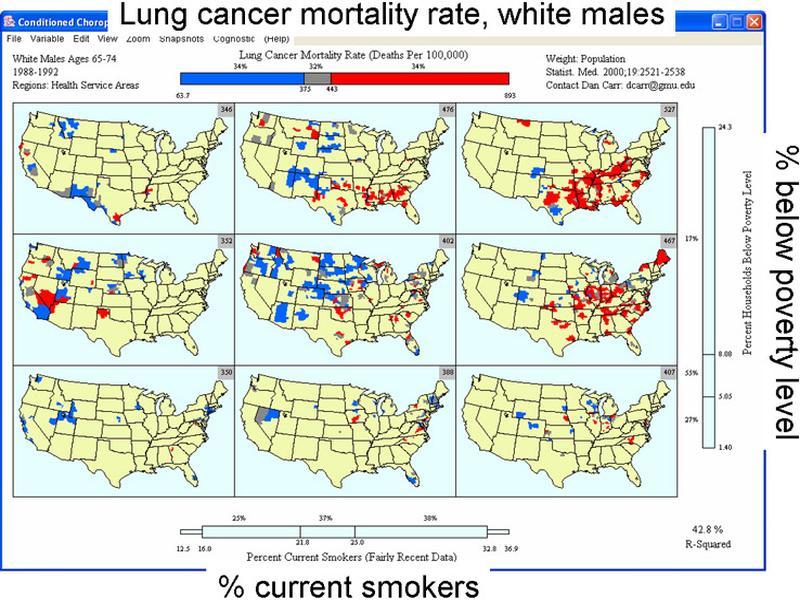 Lung cancer mortality rate, white males
Conditioned Chorop
File Variable Edit View Zoom Snapshots Cognostic (Help)
White Males Ages 65-74
1988-1992
Regions: Health Service Areas
Lung Cancer Mortality Rate (Deaths Per 100,000)
34% 32% 34%
63.7 375 443 893
Weight: Population
Statist. Med. 2000;19:2521-2538
Contact Dan Carr: dcarr@gmu.edu
346 476 527
352 402 467
350 388 407
24.3
17%
8.08
55%
5.05
27%
1.40
Percent Households Below Poverty Level
% below poverty level
25% 37% 38%
12.5 16.0 21.8 25.0 32.8 36.9
Percent Current Smokers (Fairly Recent Data)
42.8 %
R-Squared
% current smokers